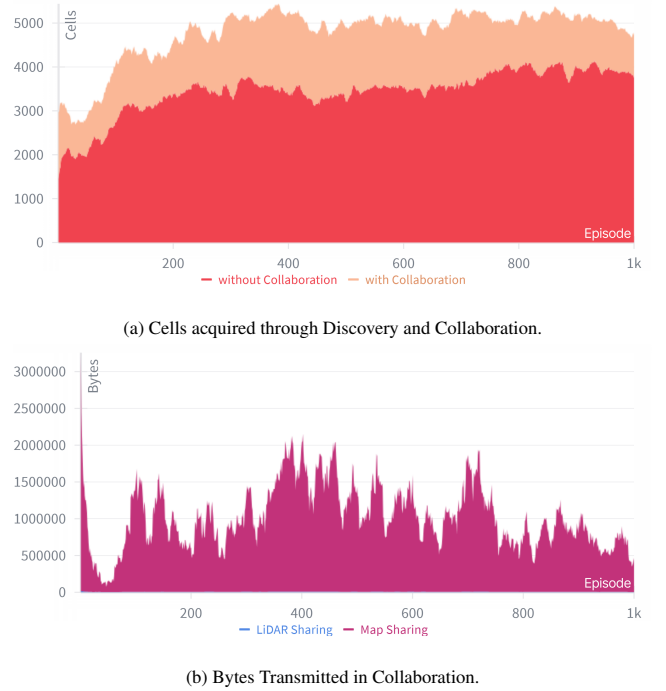 Cells
5000
4000
3000
2000
1000
0
Episode
200 400 600 800 1k
without Collaboration with Collaboration
(a) Cells acquired through Discovery and Collaboration.
Bytes
3000000
2500000
2000000
1500000
1000000
500000
0
Episode
200 400 600 800 1k
LiDAR Sharing Map Sharing
(b) Bytes Transmitted in Collaboration.